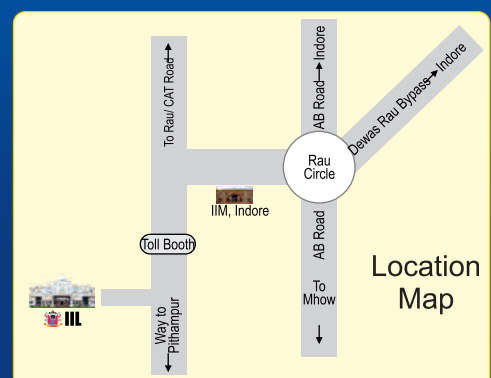 To Rau/ CAT Road
AB Road
Indore
Dewas Rau Bypass
Indore
Rau
Circle
IIM, Indore
Toll Booth
AB Road
To
Mhow
Location
Map
IIL
Way to
Pithampur